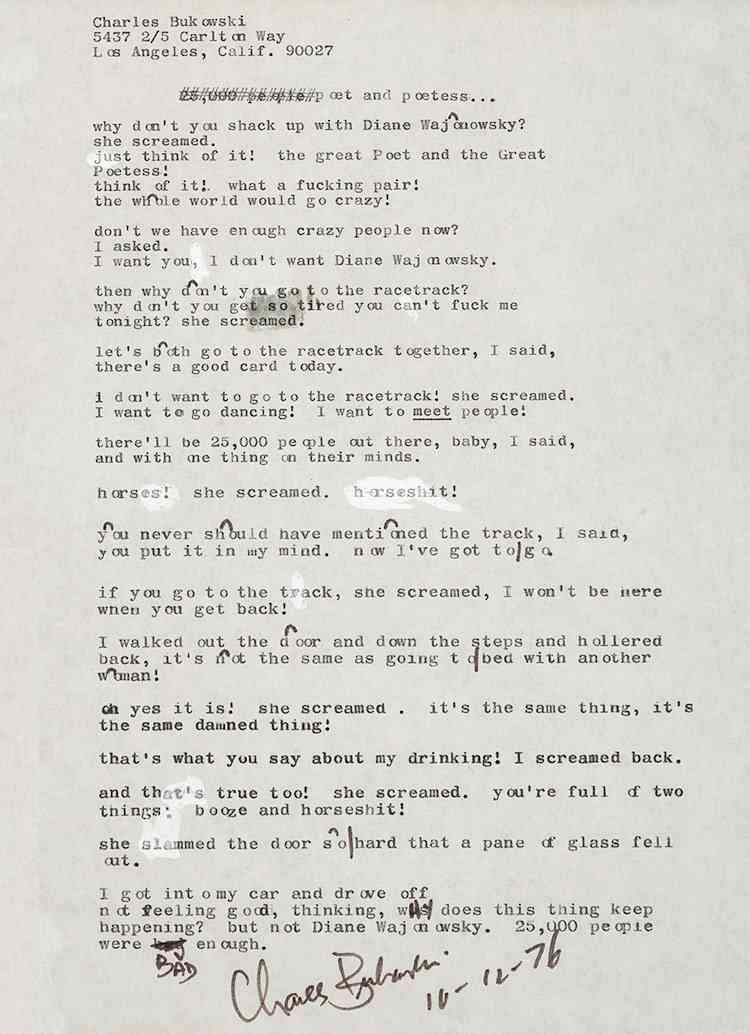 Charles Bukowski
5437 2/5 Carlton Way
Los Angeles, Calif. 90027
25,000 people poet and poetess...
why don't you shack up with Diane Wajonowsky?
she screamed.
just think of it! the great Poet and the Great
Poetess!
think of it!. what a fucking pair!
the whole world would go crazy!
don't we have enough crazy people now?
I asked.
I want you, I don't want Diane Wajonowsky.
then why don't you go to the racetrack?
why don't you get so tired you can't fuck me
tonight? she screamed.
let's both go to the racetrack together, I said,
there's a good card today.
i don't want to go to the racetrack! she screamed.
I want to go dancing! I want to meet people!
there'll be 25,000 people out there, baby, I said,
and with one thing on their minds.
horses! she screamed. horseshit!
you never should have mentioned the track, I said,
you put it in my mind. now I've got to go.
if you go to the track, she screamed, I won't be here
when you get back!
I walked out the door and down the steps and hollered
back, it's not the same as going to bed with another
woman!
oh yes it is! she screamed . it's the same thing, it's
the same damned thing!
that's what you say about my drinking! I screamed back.
and that's true too! she screamed. you're full of two
things: booze and horseshit!
she slammed the door so hard that a pane of glass fell
out.
I got into my car and drove off
not feeling good, thinking, why does this thing keep
happening? but not Diane Wajonowsky. 25,000 people
were enough.
BAD
Charles Bukowski
10-12-76